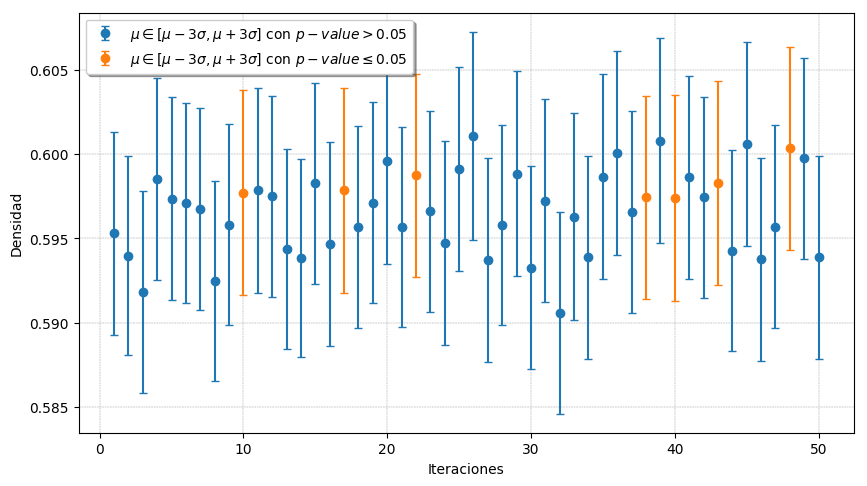 μ ∈ [μ − 3σ, μ + 3σ] con p − value > 0.05
μ ∈ [μ − 3σ, μ + 3σ] con p − value ≤ 0.05
0.605
0.600
0.595
0.590
0.585
Densidad
0 10 20 30 40 50
Iteraciones